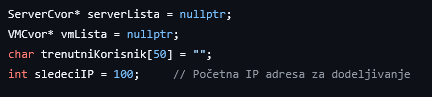 ServerCvor* serverLista = nullptr;
VMCvor* vmLista = nullptr;
char trenutniKorisnik[50] = "";
int sledeciIP = 100;     // Početna IP adresa za dodeljivanje